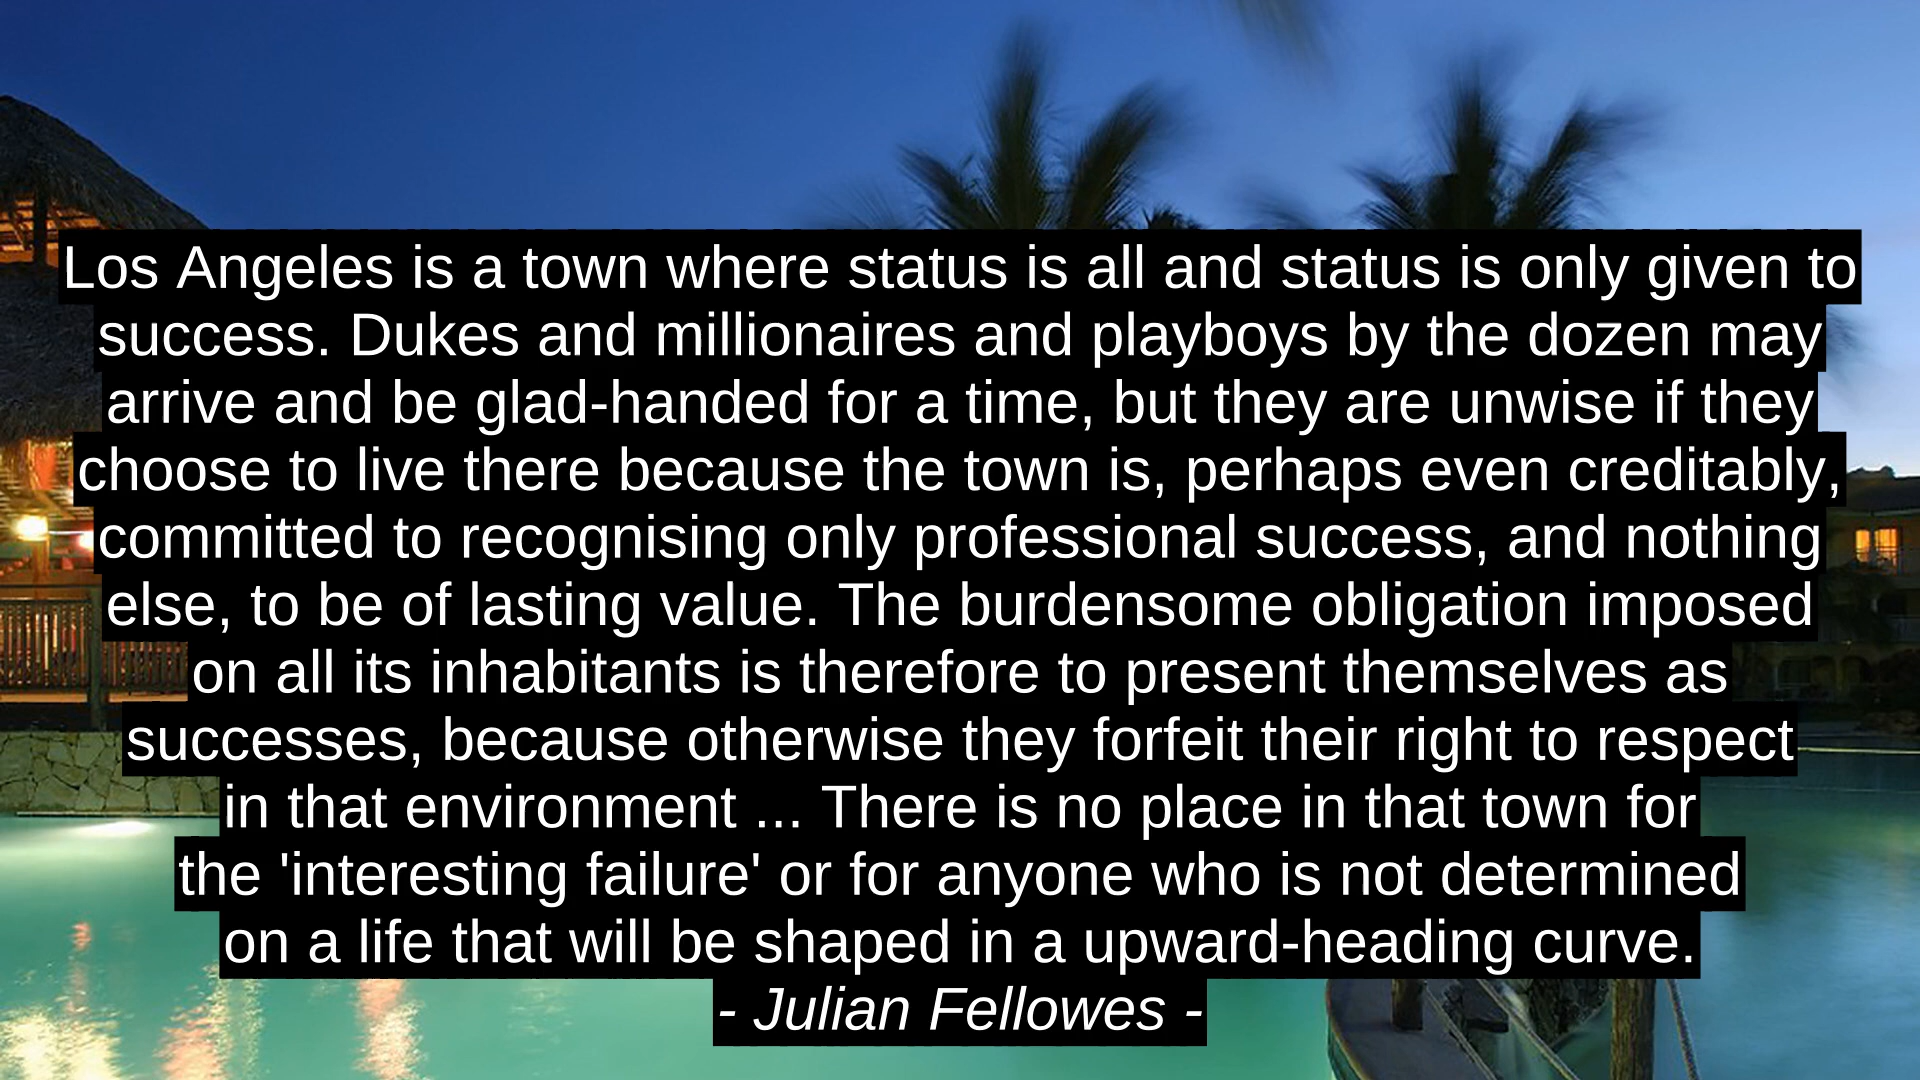 Los Angeles is a town where status is all and status is only given to
success. Dukes and millionaires and playboys by the dozen may
arrive and be glad-handed for a time, but they are unwise if they
choose to live there because the town is, perhaps even creditably,
committed to recognising only professional success, and nothing
else, to be of lasting value. The burdensome obligation imposed
on all its inhabitants is therefore to present themselves as
successes, because otherwise they forfeit their right to respect
in that environment ... There is no place in that town for
the 'interesting failure' or for anyone who is not determined
on a life that will be shaped in a upward-heading curve.
- Julian Fellowes -